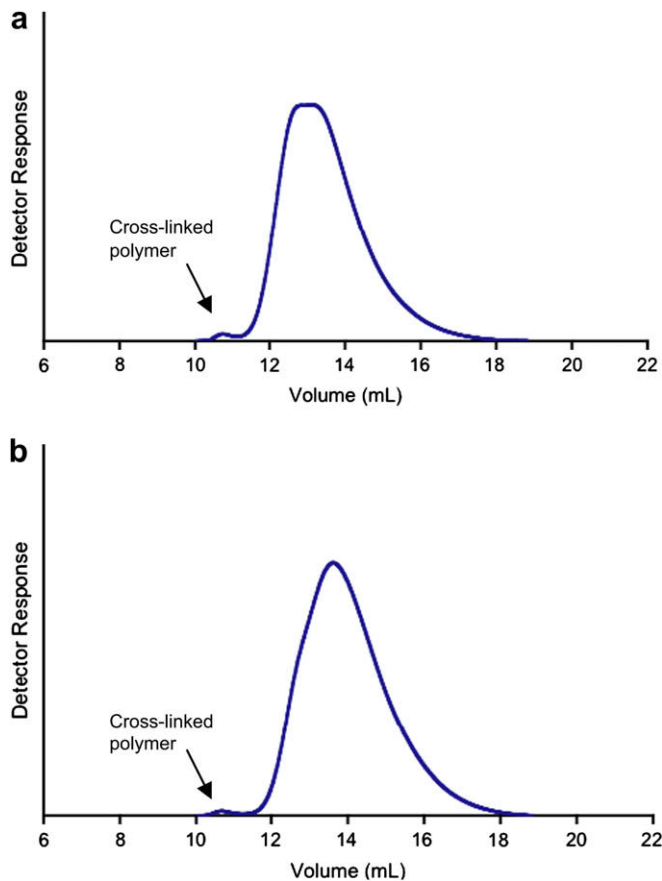 a
Detector Response
Cross-linked
polymer
6 8 10 12 14 16 18 20 22
Volume (mL)
b
Detector Response
Cross-linked
polymer
6 8 10 12 14 16 18 20 22
Volume (mL)